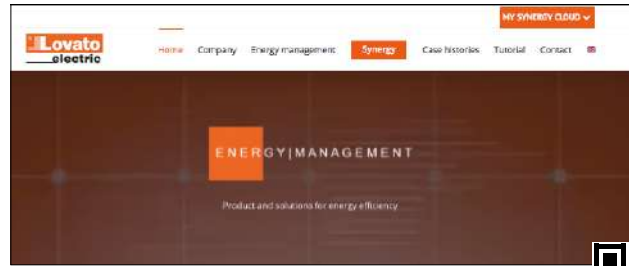 MY SYNERGY CLOUD
Lovato
electric
Home Company Energy management Synergy Case histories Tutorial Contact
ENERGY|MANAGEMENT
Product and solutions for energy efficiency